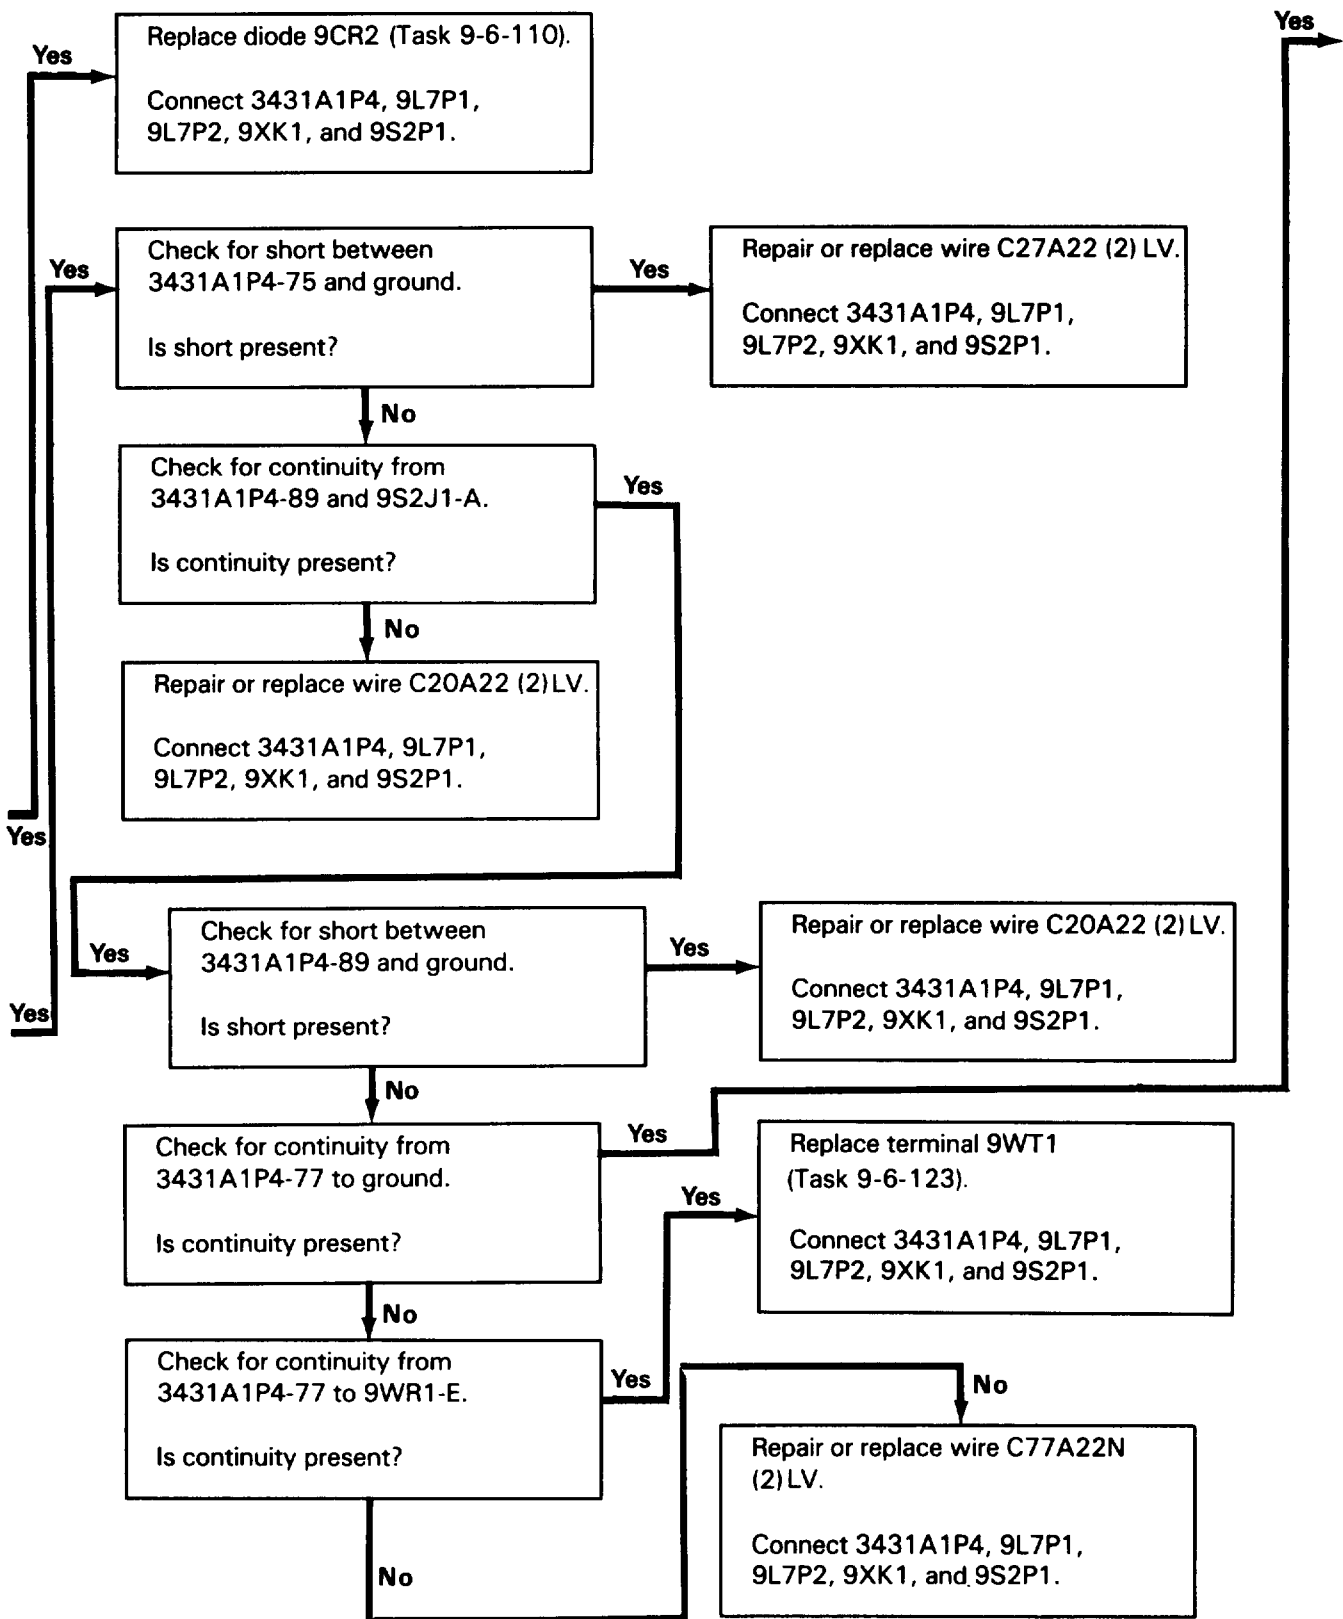 Yes
Replace diode 9CR2 (Task 9-6-110).
Connect 3431A1P4, 9L7P1,
9L7P2, 9XK1, and 9S2P1.
Yes
Yes
Check for short between
3431A1P4-75 and ground.
Is short present?
Yes
Repair or replace wire C27A22 (2) LV.
Connect 3431A1P4, 9L7P1,
9L7P2, 9XK1, and 9S2P1.
No
Check for continuity from
3431A1P4-89 and 9S2J1-A.
Is continuity present?
Yes
No
Repair or replace wire C20A22 (2) LV.
Connect 3431A1P4, 9L7P1,
9L7P2, 9XK1, and 9S2P1.
Yes
Yes
Yes
Check for short between
3431A1P4-89 and ground.
Is short present?
Yes
Repair or replace wire C20A22 (2) LV.
Connect 3431A1P4, 9L7P1,
9L7P2, 9XK1, and 9S2P1.
No
Check for continuity from
3431A1P4-77 to ground.
Is continuity present?
Yes
Yes
Replace terminal 9WT1
(Task 9-6-123).
Connect 3431A1P4, 9L7P1,
9L7P2, 9XK1, and 9S2P1.
No
Check for continuity from
3431A1P4-77 to 9WR1-E.
Is continuity present?
Yes
No
No
Repair or replace wire C77A22N
(2) LV.
Connect 3431A1P4, 9L7P1,
9L7P2, 9XK1, and 9S2P1.